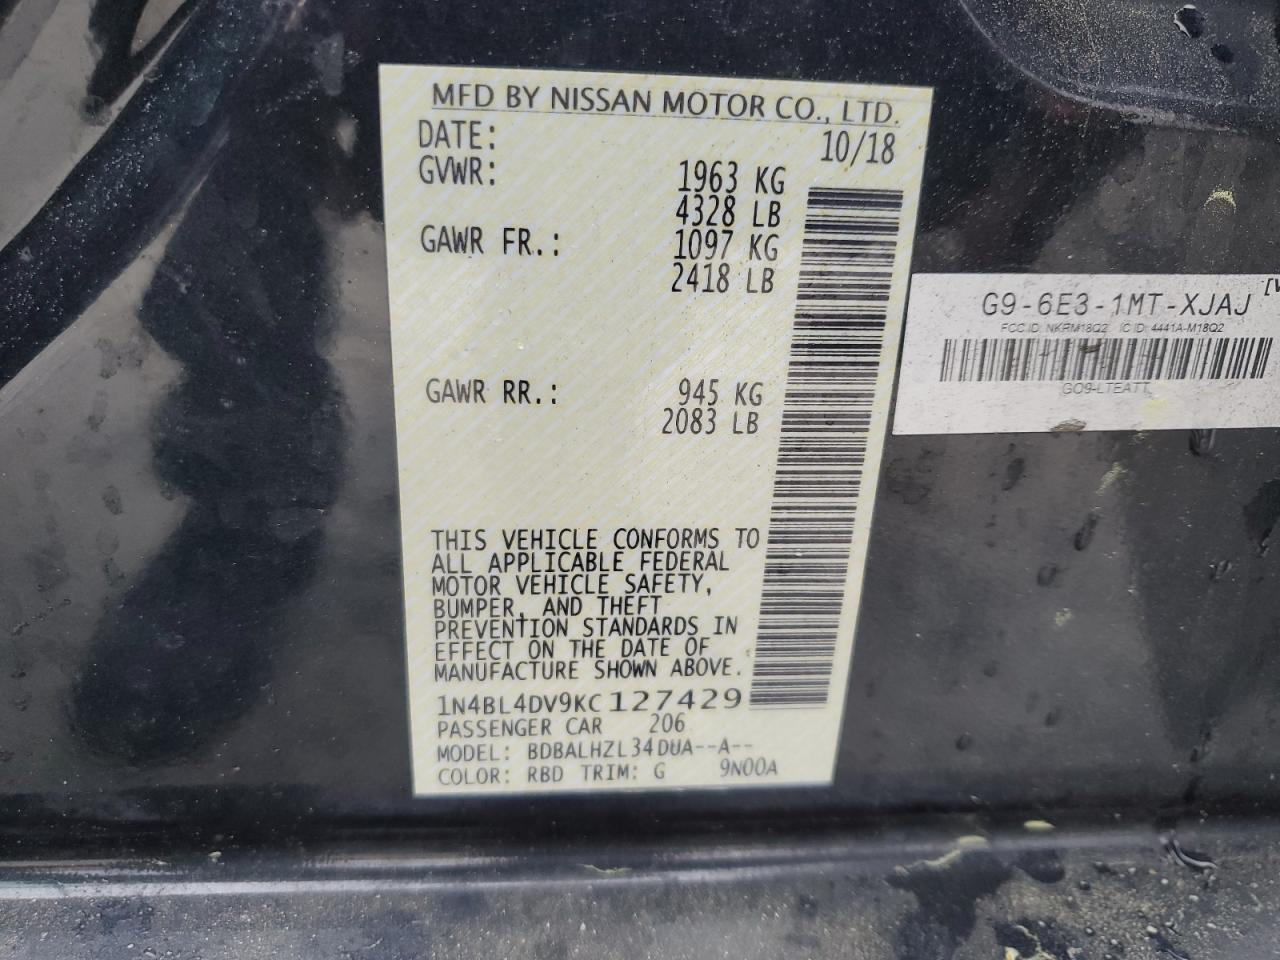 MFD BY NISSAN MOTOR CO., LTD.
DATE: 10/18
GVWR: 1963 KG
4328 LB
GAWR FR.: 1097 KG
2418 LB
GAWR RR.: 945 KG
2083 LB
THIS VEHICLE CONFORMS TO
ALL APPLICABLE FEDERAL
MOTOR VEHICLE SAFETY,
BUMPER, AND THEFT
PREVENTION STANDARDS IN
EFFECT ON THE DATE OF
MANUFACTURE SHOWN ABOVE.
1N4BL4DV9KC127429
PASSENGER CAR 206
MODEL: BDBALHZL34DUA--A--
COLOR: RBD TRIM: G 9N00A
G9-6E3-1MT-XJAJ
FCC ID: NKRM18Q2 IC ID: 4441A-M18Q2
GO9-LTEATT